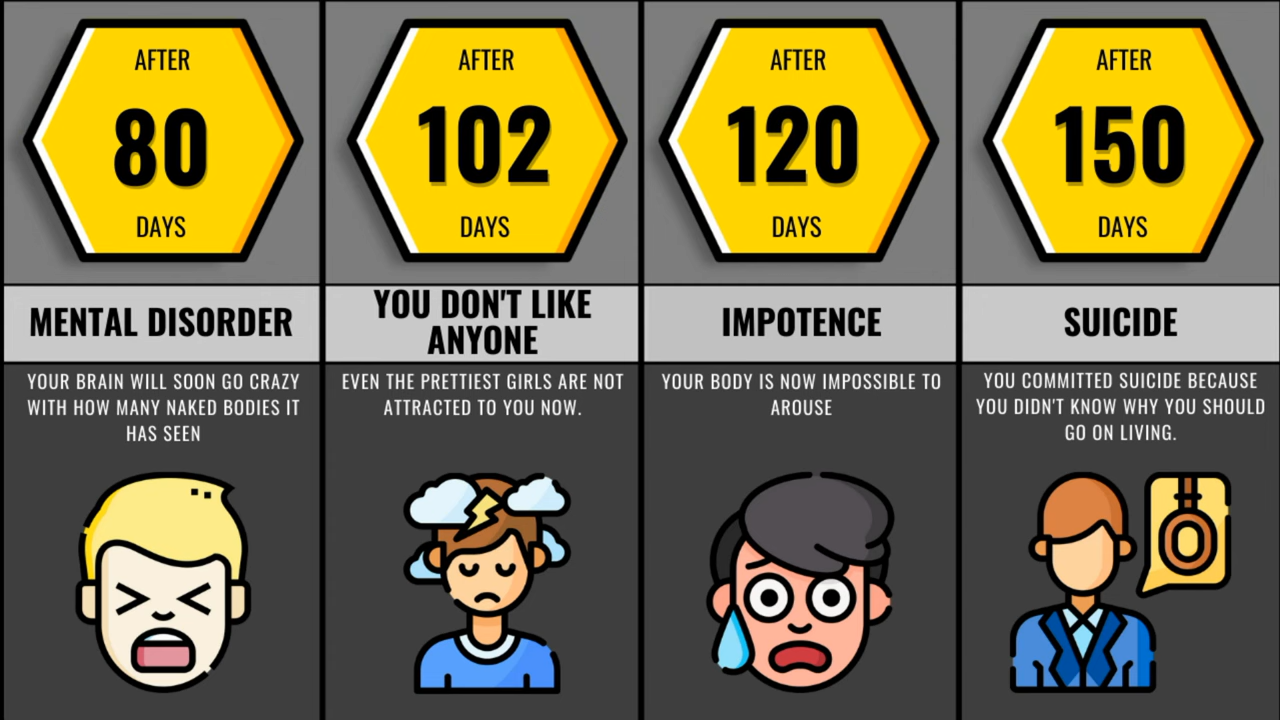 AFTER
80
DAYS
MENTAL DISORDER
YOUR BRAIN WILL SOON GO CRAZY
WITH HOW MANY NAKED BODIES IT
HAS SEEN
AFTER
102
DAYS
YOU DON'T LIKE
ANYONE
EVEN THE PRETTIEST GIRLS ARE NOT
ATTRACTED TO YOU NOW.
AFTER
120
DAYS
IMPOTENCE
YOUR BODY IS NOW IMPOSSIBLE TO
AROUSE
AFTER
150
DAYS
SUICIDE
YOU COMMITTED SUICIDE BECAUSE
YOU DIDN'T KNOW WHY YOU SHOULD
GO ON LIVING.